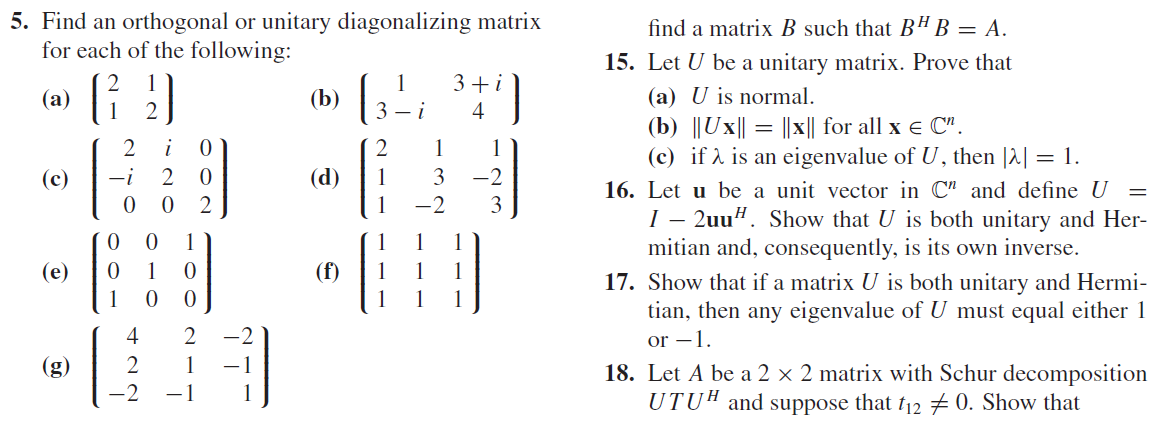 5. Find an orthogonal or unitary diagonalizing matrix
for each of the following:
(a) [2 1; 1 2]
(b) [1 3 + i; 3 − i 4]
(c) [2 i 0; −i 2 0; 0 0 2]
(d) [2 1 1; 1 3 −2; 1 −2 3]
(e) [0 0 1; 0 1 0; 1 0 0]
(f) [1 1 1; 1 1 1; 1 1 1]
(g) [4 2 −2; 2 1 −1; −2 −1 1]
find a matrix B such that B^H B = A.
15. Let U be a unitary matrix. Prove that
(a) U is normal.
(b) ‖Ux‖ = ‖x‖ for all x ∈ ℂⁿ.
(c) if λ is an eigenvalue of U, then |λ| = 1.
16. Let u be a unit vector in ℂⁿ and define U =
I − 2uu^H. Show that U is both unitary and Her-
mitian and, consequently, is its own inverse.
17. Show that if a matrix U is both unitary and Hermi-
tian, then any eigenvalue of U must equal either 1
or −1.
18. Let A be a 2 × 2 matrix with Schur decomposition
UTU^H and suppose that t₁₂ ≠ 0. Show that